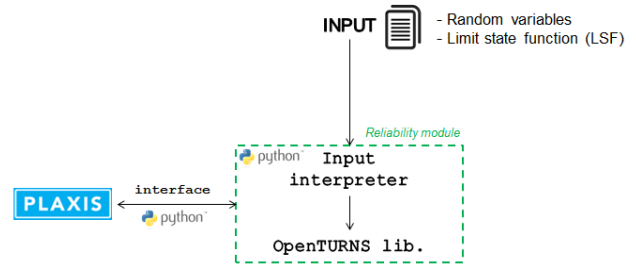 INPUT
- Random variables
- Limit state function (LSF)
Reliability module
python
Input
interpreter
PLAXIS
interface
python
OpenTURNS lib.